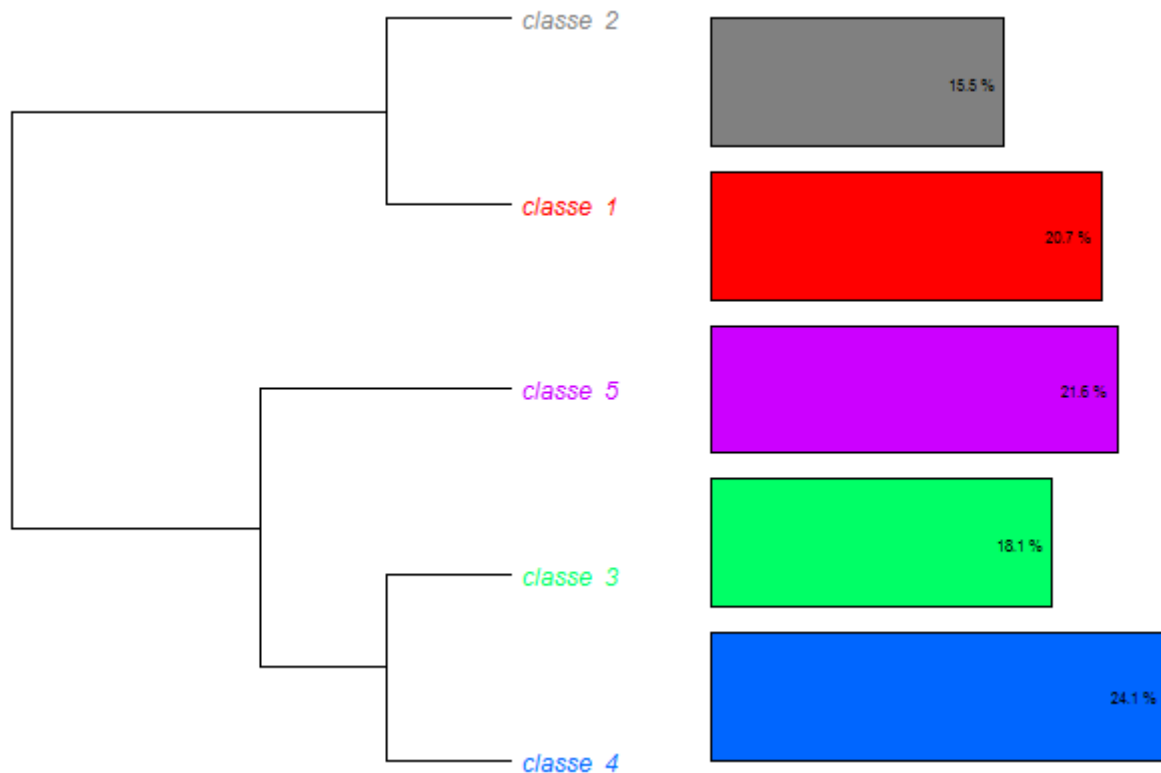 classe 2
15.5 %
classe 1
20.7 %
classe 5
21.6 %
classe 3
18.1 %
classe 4
24.1 %